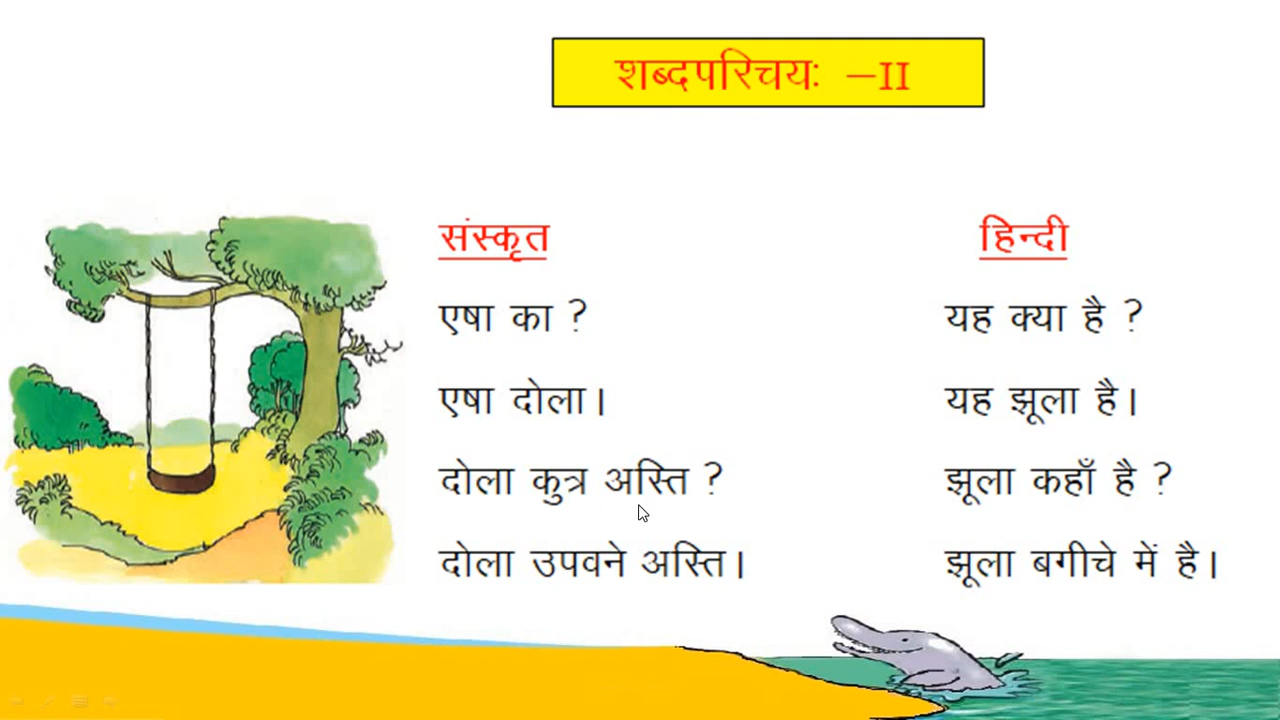 शब्दपरिचयः –II
संस्कृत हिन्दी
एषा का ? यह क्या है ?
एषा दोला। यह झूला है।
दोला कुत्र अस्ति ? झूला कहाँ है ?
दोला उपवने अस्ति। झूला बगीचे में है।